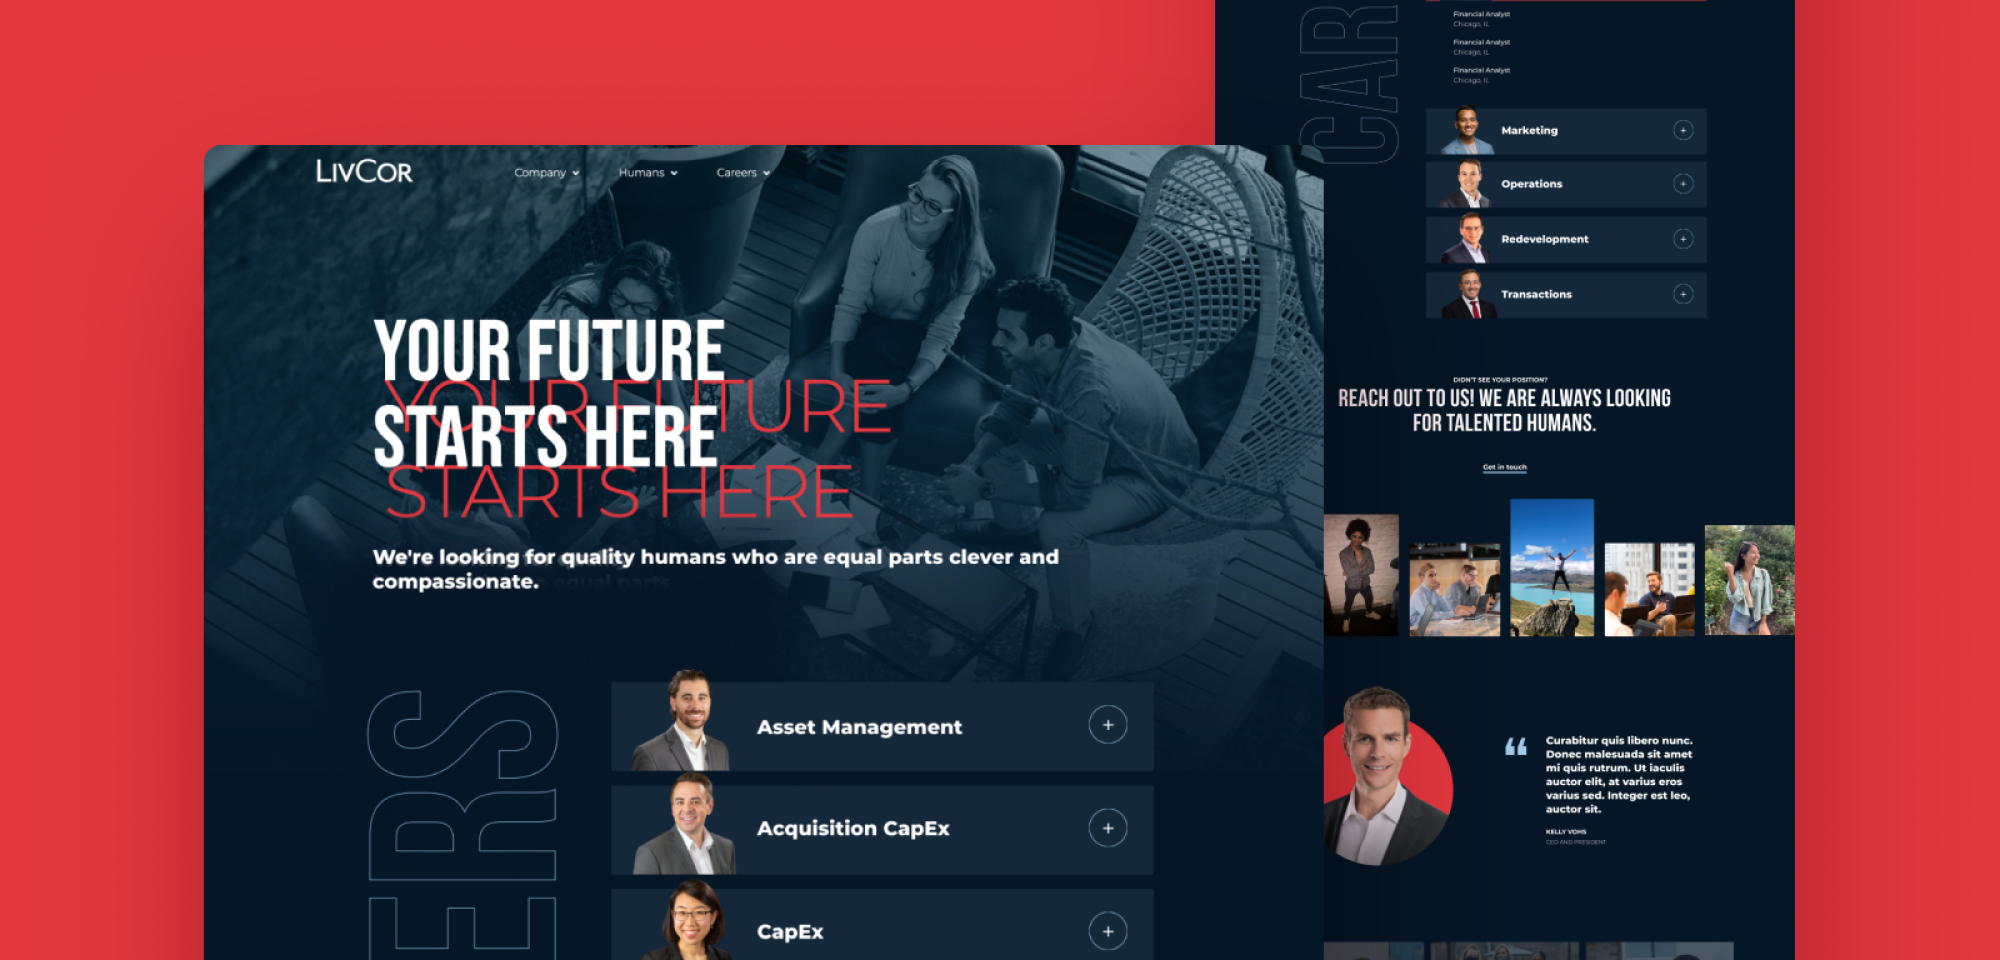 LIVCOR
Company
Humans
Careers
YOUR FUTURE
STARTS HERE
YOUR FUTURE
STARTS HERE
We're looking for quality humans who are equal parts clever and
compassionate.
equal parts
ERS
Asset Management
Acquisition CapEx
CapEx
CAR
Financial Analyst
Chicago, IL
Financial Analyst
Chicago, IL
Financial Analyst
Chicago, IL
Marketing
Operations
Redevelopment
Transactions
DIDN'T SEE YOUR POSITION?
REACH OUT TO US! WE ARE ALWAYS LOOKING
FOR TALENTED HUMANS.
Get in touch
“
Curabitur quis libero nunc.
Donec malesuada sit amet
mi quis rutrum. Ut iaculis
auctor elit, at varius eros
varius sed. Integer est leo,
auctor sit.
KELLY VOHS
CEO AND PRESIDENT